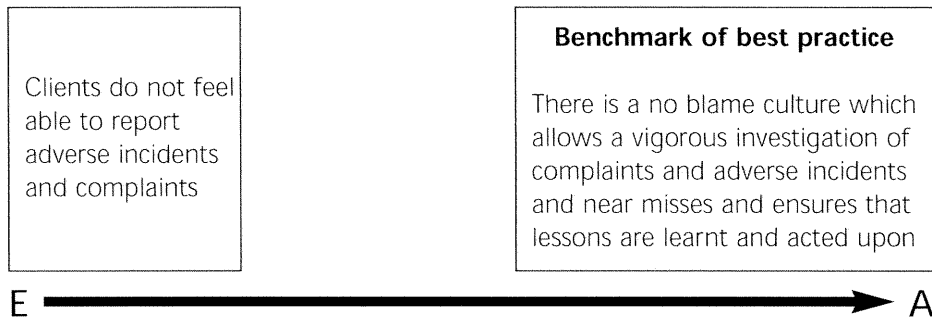 Clients do not feel
able to report
adverse incidents
and complaints
Benchmark of best practice
There is a no blame culture which
allows a vigorous investigation of
complaints and adverse incidents
and near misses and ensures that
lessons are learnt and acted upon
E
A